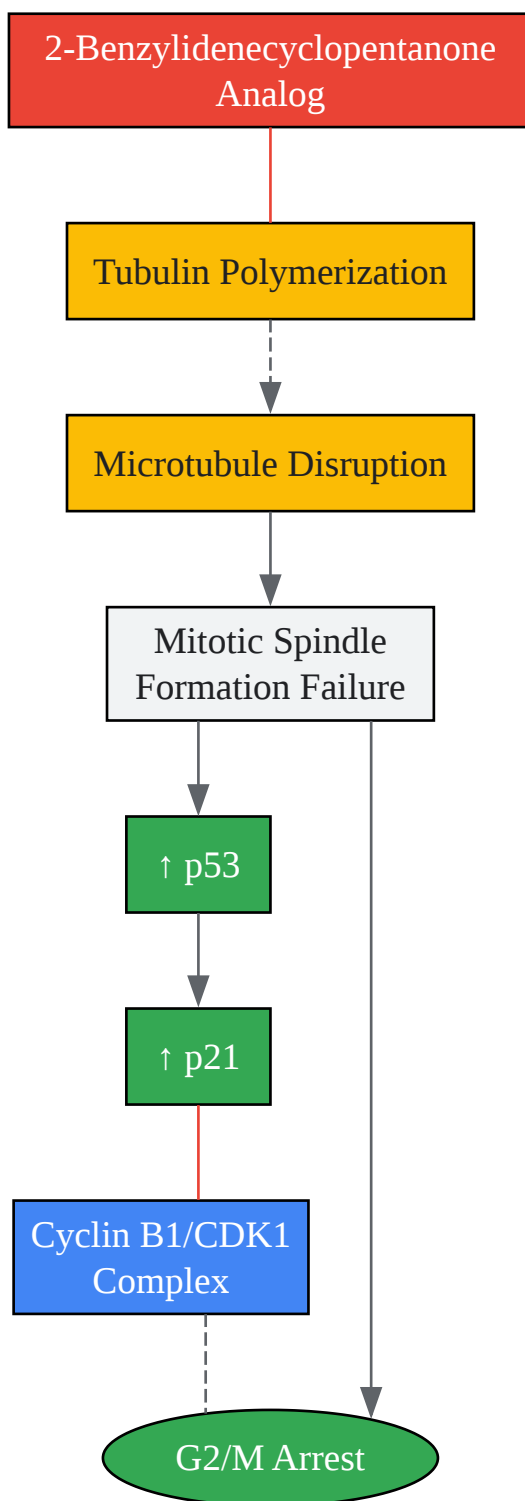 2-Benzylidenecyclopentanone
Analog
Tubulin Polymerization
Microtubule Disruption
Mitotic Spindle
Formation Failure
↑ p53
↑ p21
Cyclin B1/CDK1
Complex
G2/M Arrest